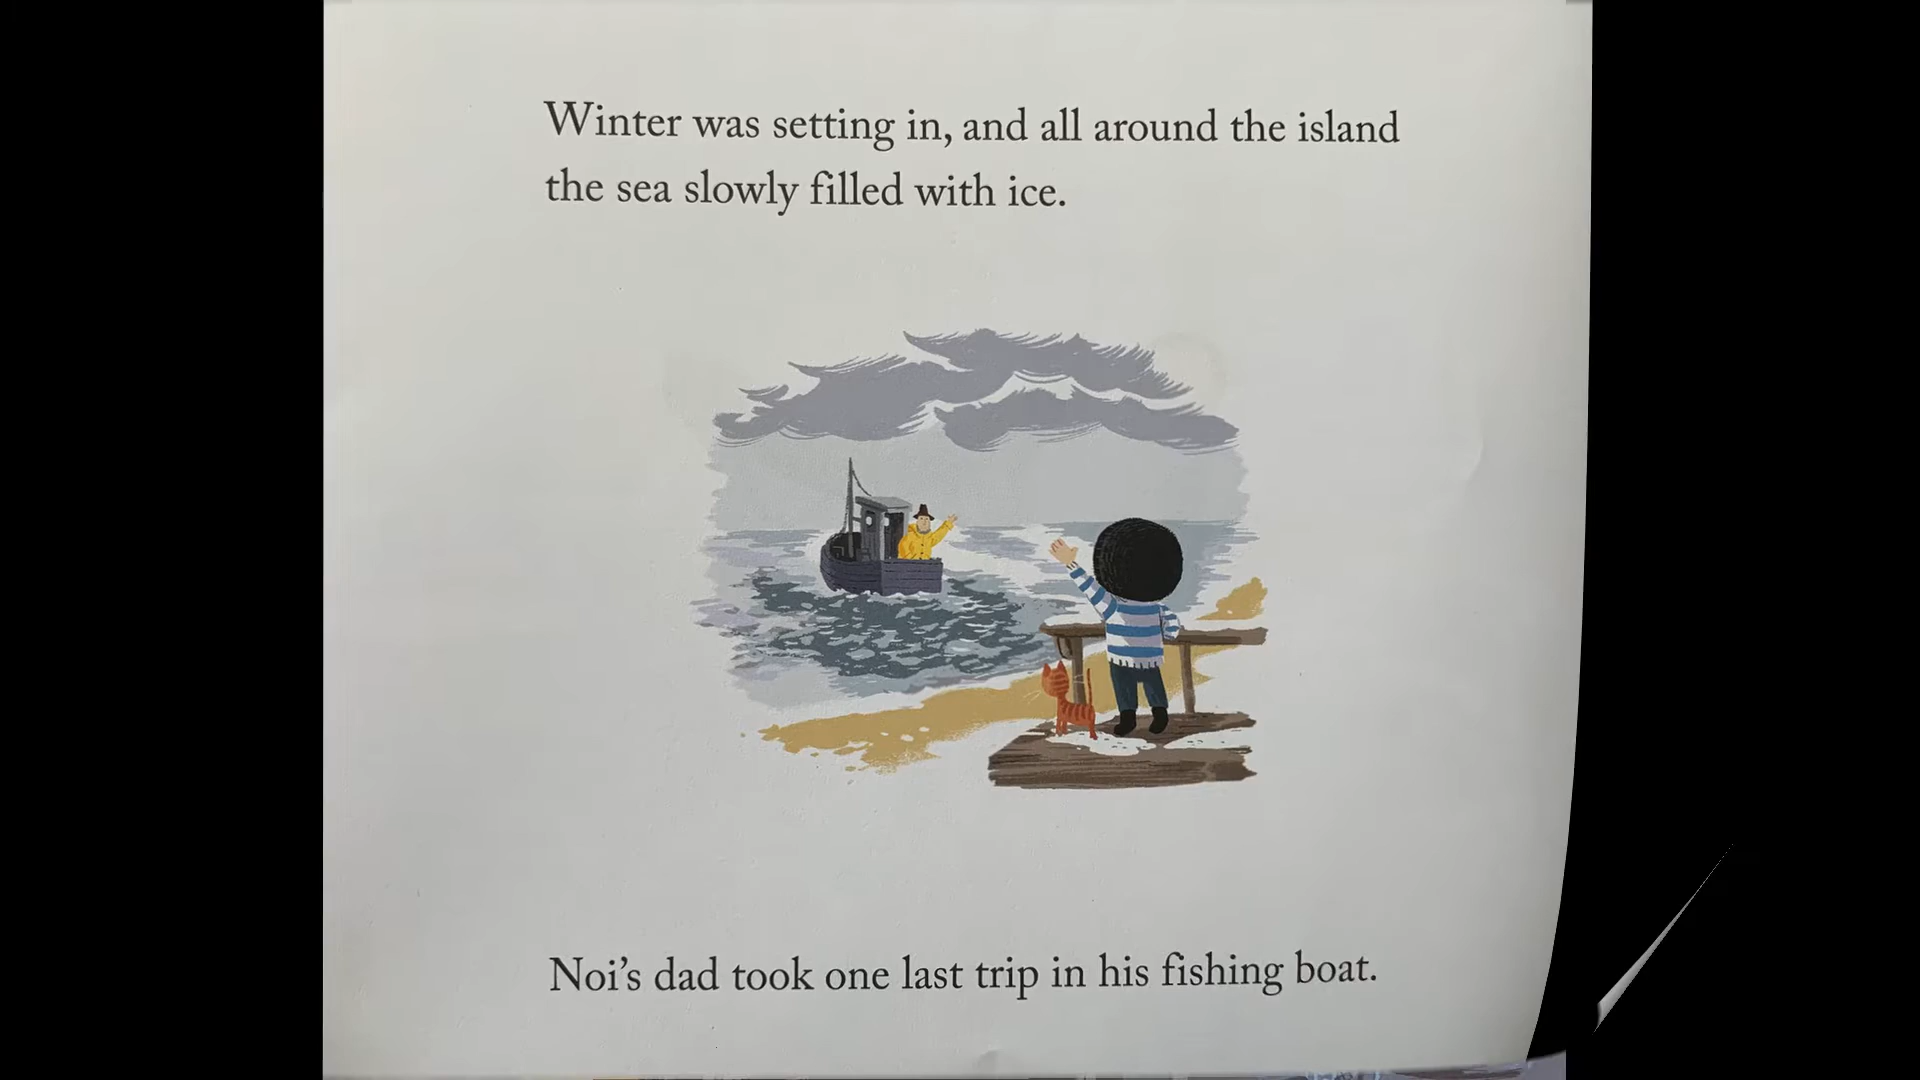 Winter was setting in, and all around the island
the sea slowly filled with ice.
Noi’s dad took one last trip in his fishing boat.